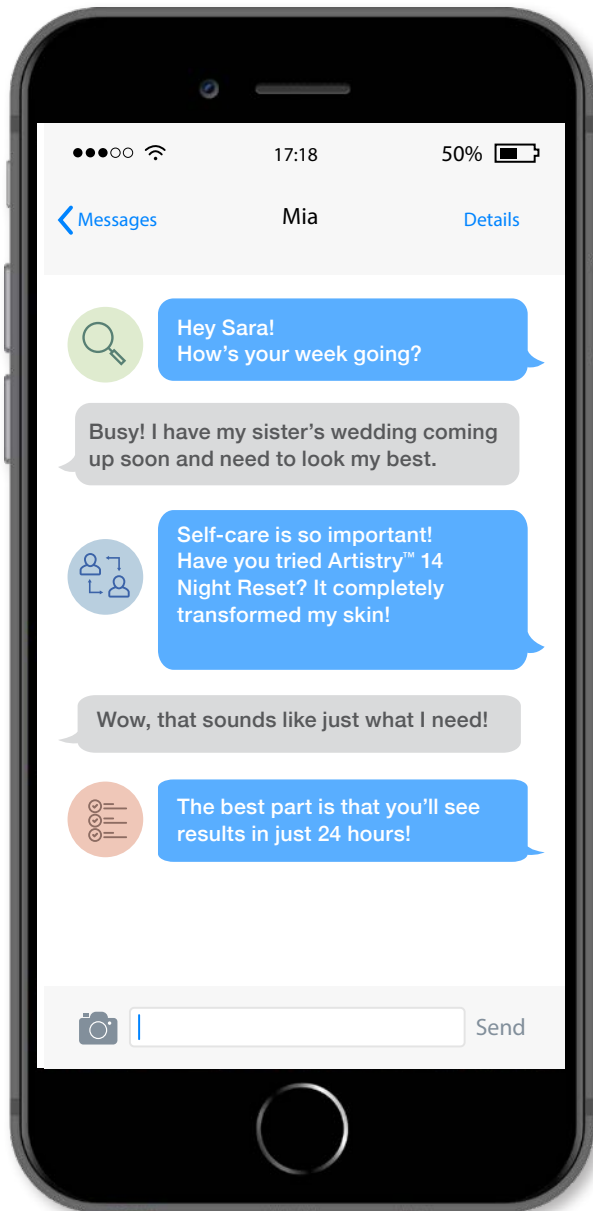 17:18
50%
Messages
Mia
Details
Hey Sara!
How's your week going?
Busy! I have my sister’s wedding coming
up soon and need to look my best.
Self-care is so important!
Have you tried Artistry™ 14
Night Reset? It completely
transformed my skin!
Wow, that sounds like just what I need!
The best part is that you’ll see
results in just 24 hours!
Send